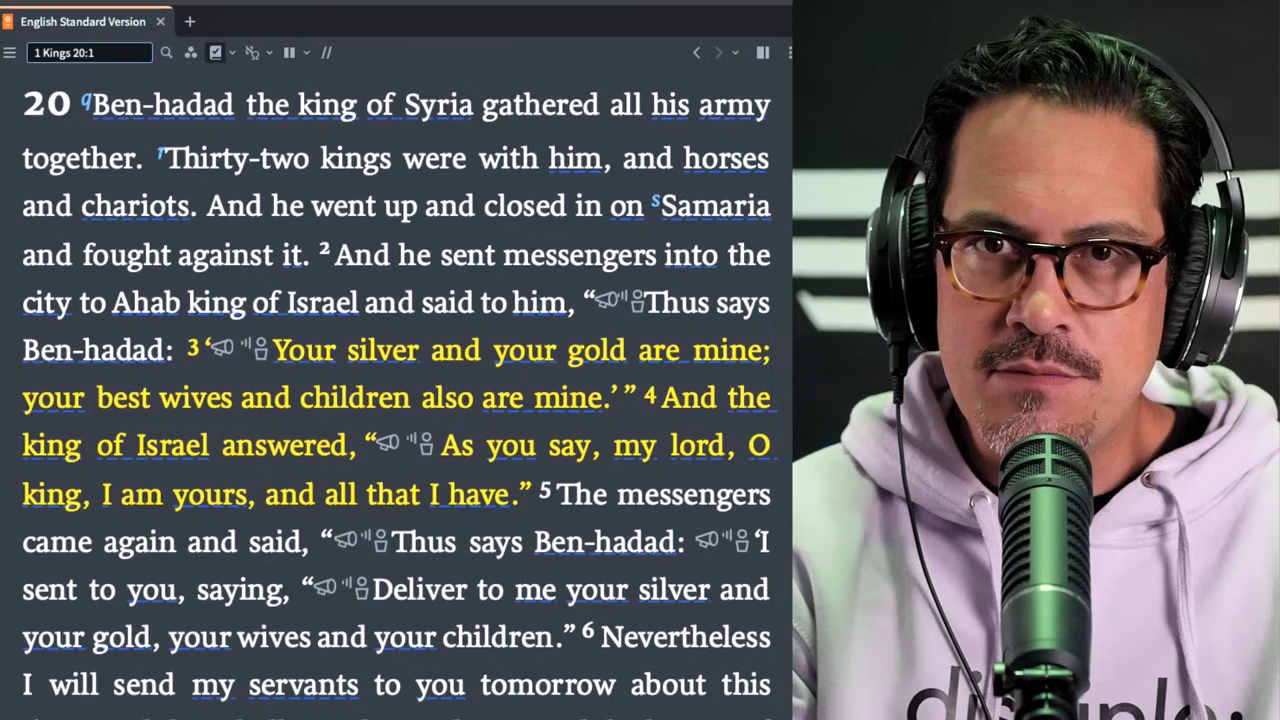 English Standard Version
1 Kings 20:1
20 qBen-hadad the king of Syria gathered all his army
together. rThirty-two kings were with him, and horses
and chariots. And he went up and closed in on sSamaria
and fought against it. 2 And he sent messengers into the
city to Ahab king of Israel and said to him, “Thus says
Ben-hadad: 3 ‘Your silver and your gold are mine;
your best wives and children also are mine.’” 4 And the
king of Israel answered, “As you say, my lord, O
king, I am yours, and all that I have.” 5 The messengers
came again and said, “Thus says Ben-hadad: ‘I
sent to you, saying, “Deliver to me your silver and
your gold, your wives and your children.” 6 Nevertheless
I will send my servants to you tomorrow about this
disciple: